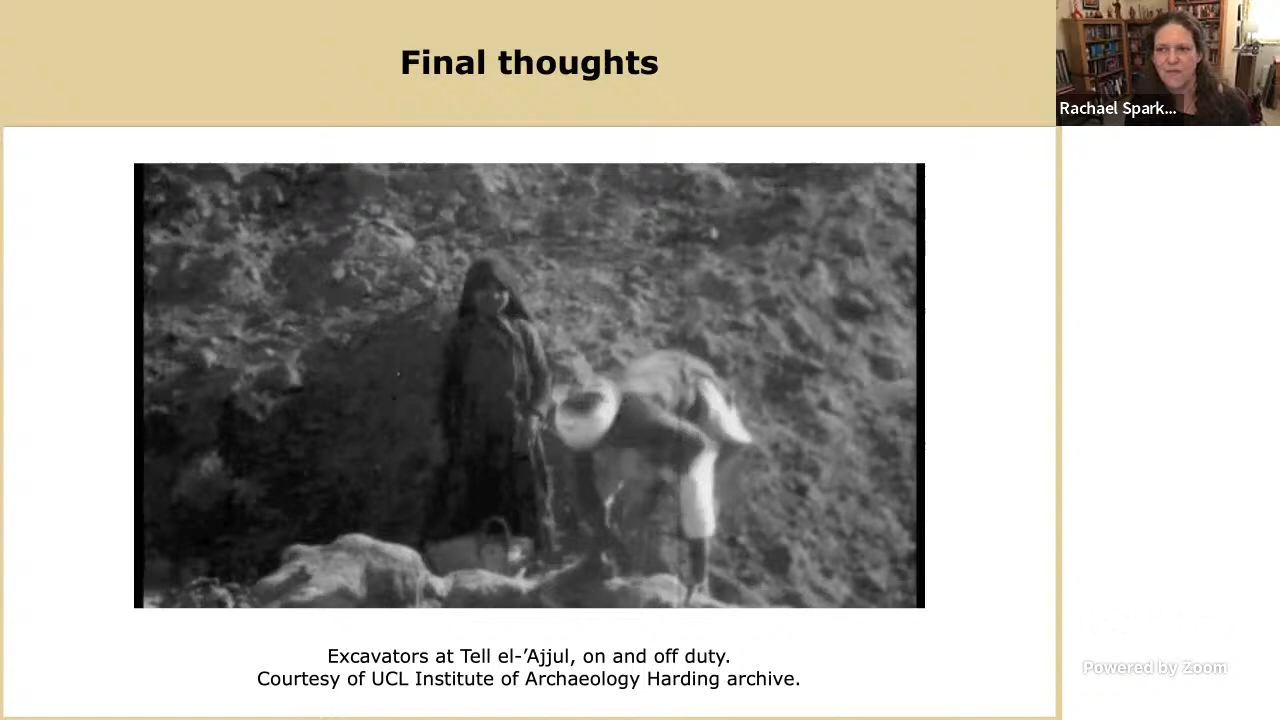 Final thoughts
Rachael Spark...
Excavators at Tell el-’Ajjul, on and off duty.
Courtesy of UCL Institute of Archaeology Harding archive.
Powered by Zoom